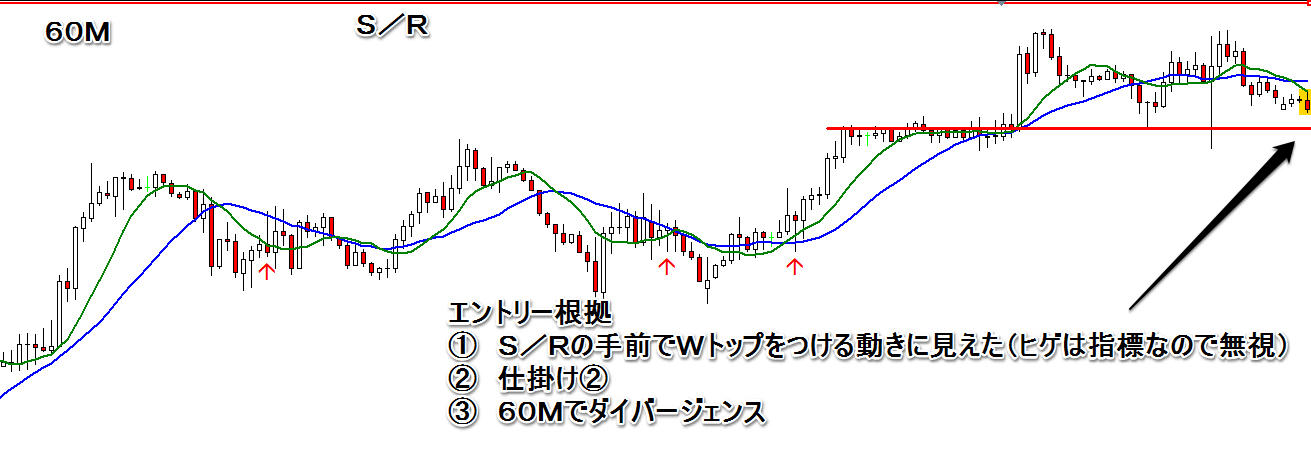 60M
S／R
エントリー根拠
① S／Rの手前でWトップをつける動きに見えた（ヒゲは指標なので無視）
② 仕掛け②
③ 60Mでダイバージェンス